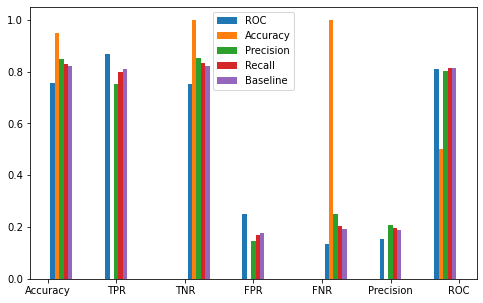 1.0
0.8
0.6
0.4
0.2
0.0
ROC
Accuracy
Precision
Recall
Baseline
Accuracy TPR TNR FPR FNR Precision ROC